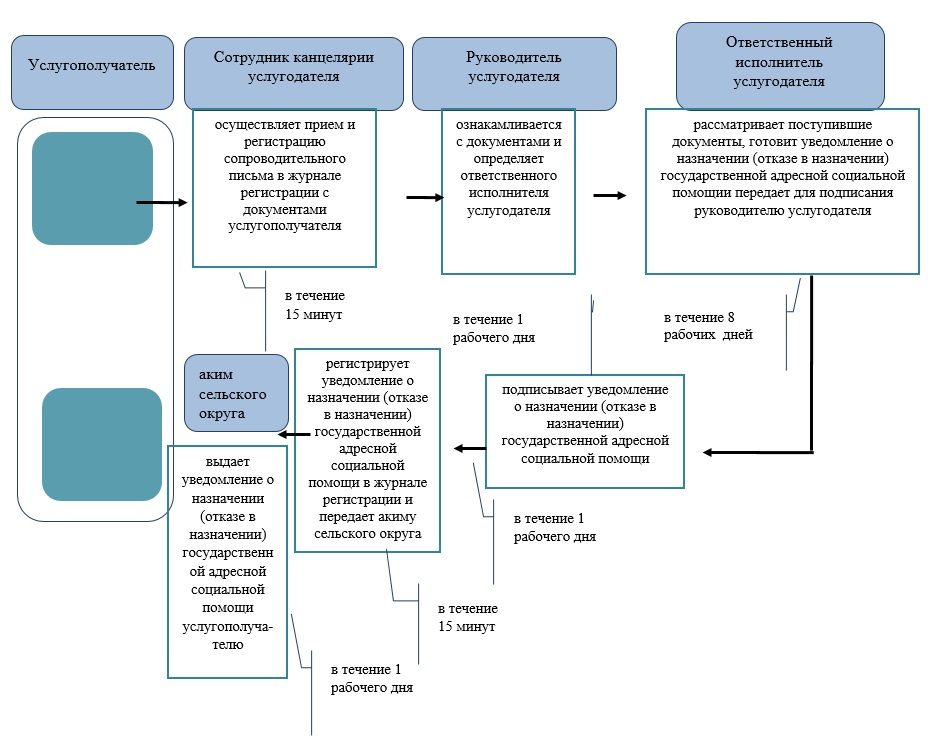 Услугополучатель
Сотрудник канцелярии
услугодателя
Руководитель
услугодателя
Ответственный
исполнитель
услугодателя
осуществляет прием и
регистрацию
сопроводительного
письма в журнале
регистрации с
документами
услугополучателя
ознакамливается
с документами и
определяет
ответственного
исполнителя
услугодателя
рассматривает поступившие
документы, готовит уведомление о
назначении (отказе в назначении)
государственной адресной социальной
помощи передает для подписания
руководителю услугодателя
в течение
15 минут
в течение 1
рабочего дня
в течение 8
рабочих дней
аким
сельского
округа
регистрирует
уведомление о
назначении (отказе
в назначении)
государственной
адресной
социальной
помощи в журнале
регистрации и
передает акиму
сельского округа
подписывает уведомление
о назначении (отказе в
назначении)
государственной адресной
социальной помощи
выдает
уведомление о
назначении
(отказе в
назначении)
государственн
ой адресной
социальной
помощи
услугополуча-
телю
в течение 1
рабочего дня
в течение
15 минут
в течение 1
рабочего дня